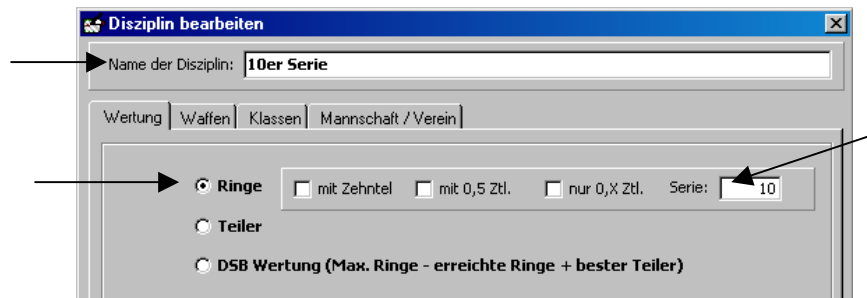 Disziplin bearbeiten
Name der Disziplin: 10er Serie
Wertung Waffen Klassen Mannschaft / Verein
Ringe mit Zehntel mit 0,5 Ztl. nur 0,X Ztl. Serie: 10
Teiler
DSB Wertung (Max. Ringe - erreichte Ringe + bester Teiler)